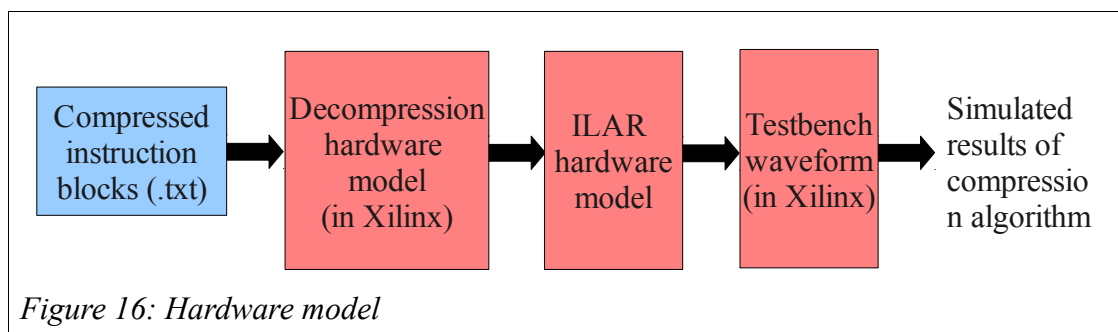 Compressed
instruction
blocks (.txt)
Decompression
hardware
model
(in Xilinx)
ILAR
hardware
model
Testbench
waveform
(in Xilinx)
Simulated
results of
compressio
n algorithm
Figure 16: Hardware model